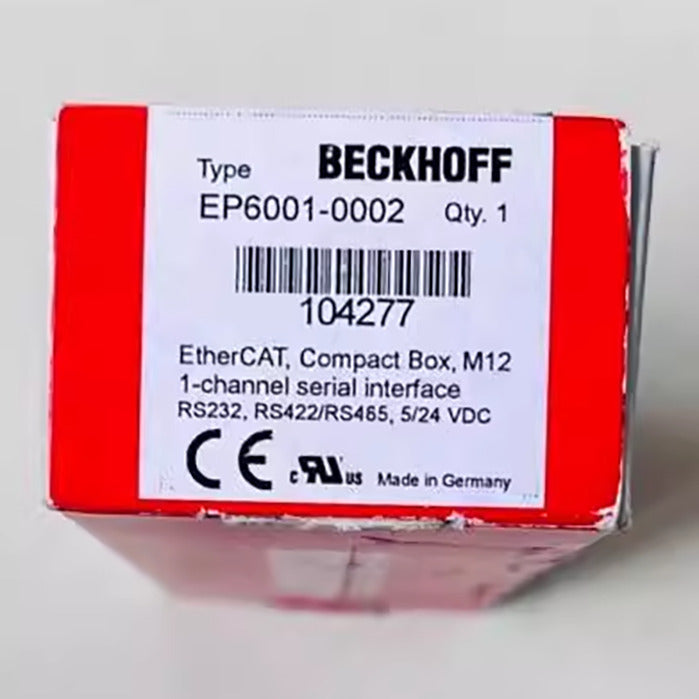 Type BECKHOFF
EP6001-0002 Qty. 1
104277
EtherCAT, Compact Box, M12
1-channel serial interface
RS232, RS422/RS485, 5/24 VDC
CE c RU US Made in Germany